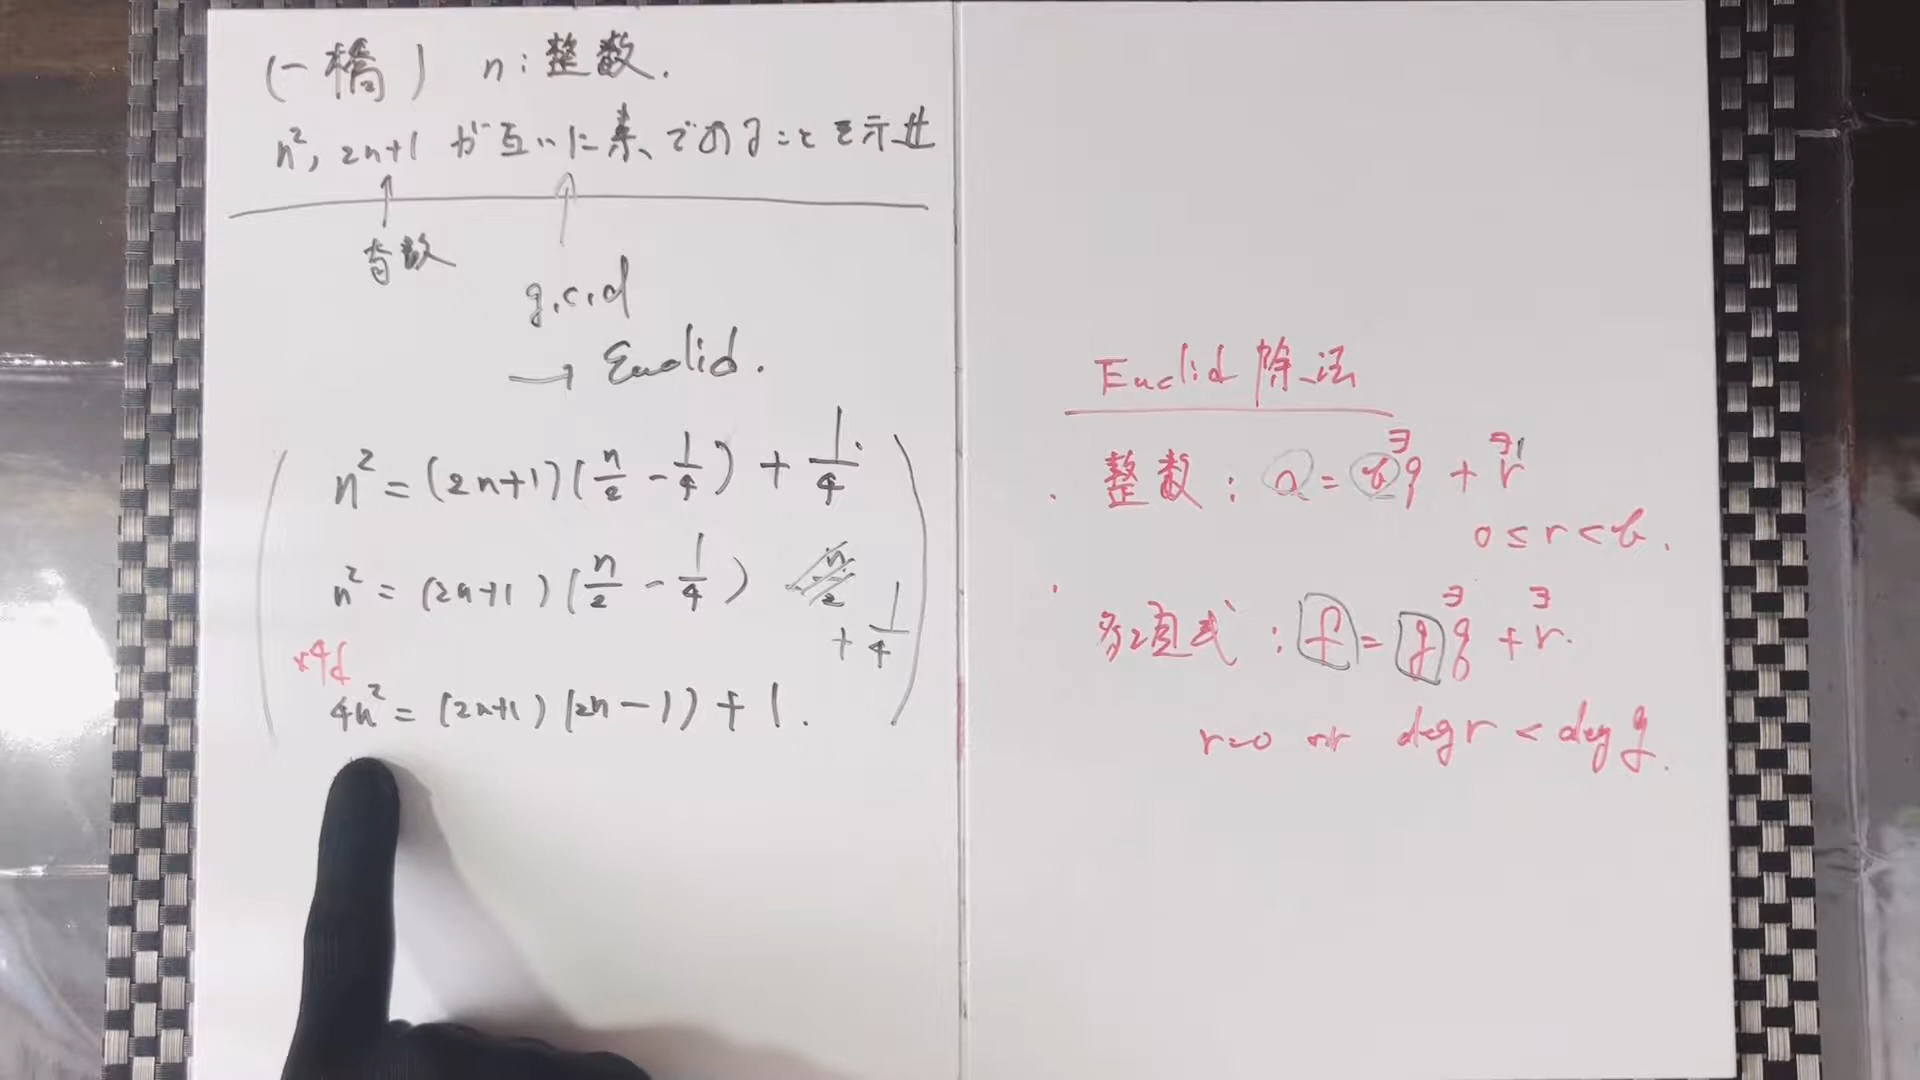 (一橋) n : 整数.
n², 2n+1 が互いに素であることを示せ
↑ ↑
奇数
g.c.d
→ Euclid.
n² = (2n+1)(n/2 - 1/4) + 1/4.
n² = (2n+1)(n/2 - 1/4)
+ 1/4
×4
4n² = (2n+1)(2n-1) + 1.
Euclid 除法
・整数 : a = b∃q + ∃r
0 ≤ r < b.
・多項式 : f = g∃q + ∃r.
r=0 or deg r < deg g.